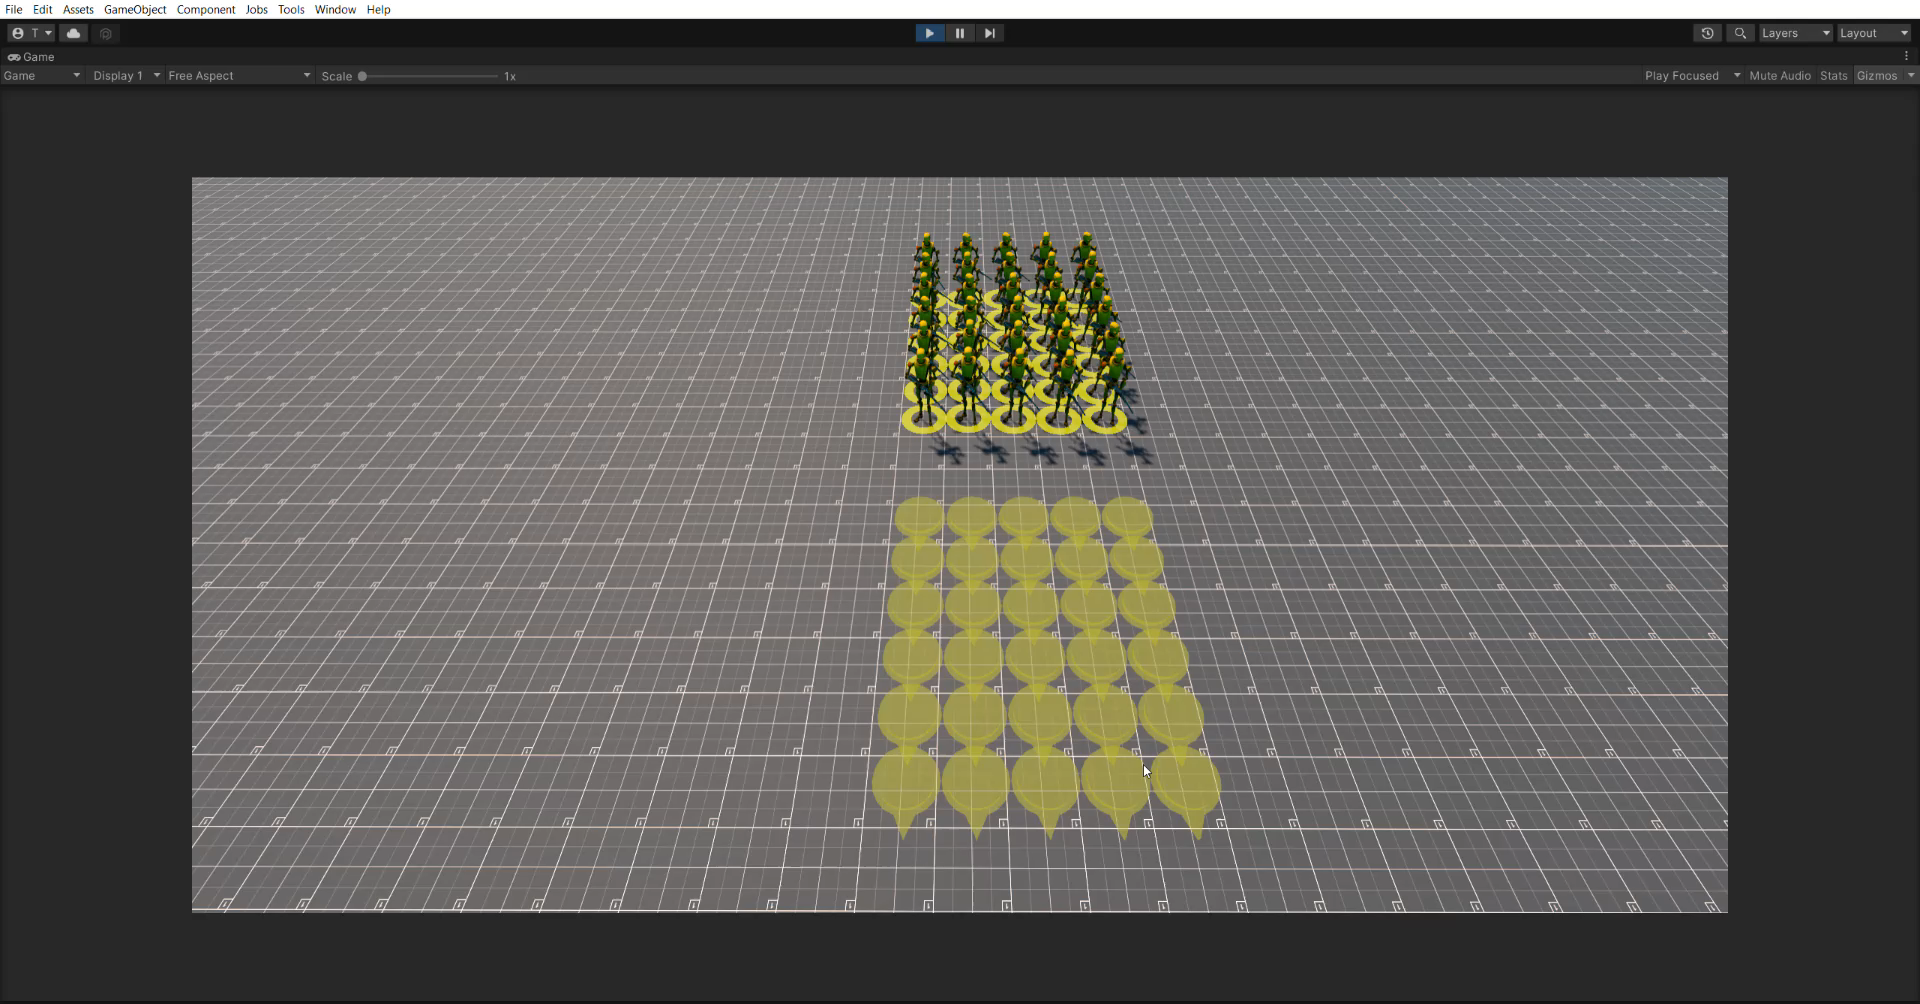 File Edit Assets GameObject Component Jobs Tools Window Help
T Layers Layout
Game
Game Display 1 Free Aspect Scale 1x Play Focused Mute Audio Stats Gizmos